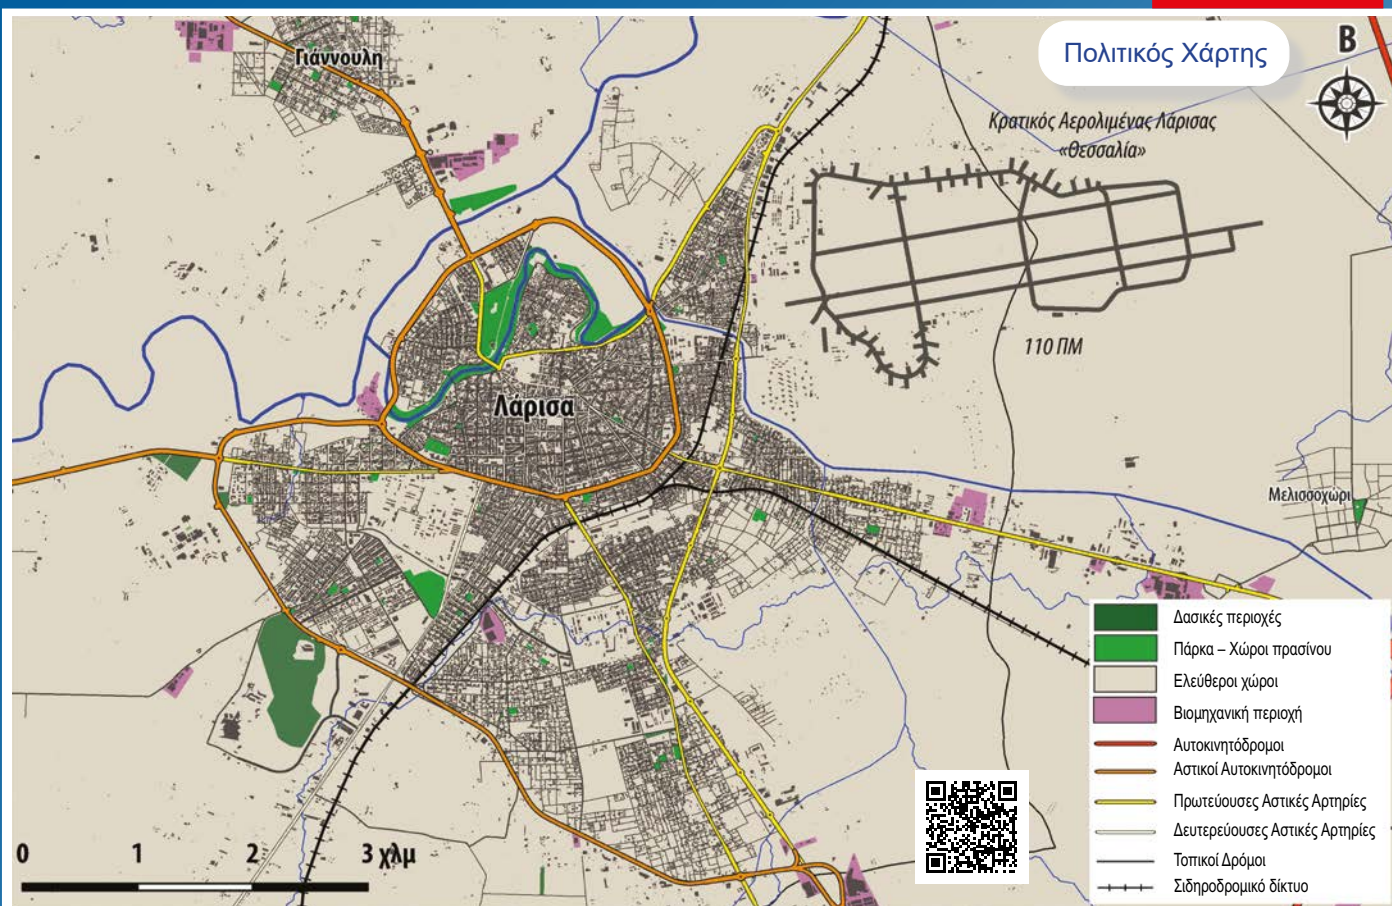 Πολιτικός Χάρτης
Β
Γιάννουλη
Κρατικός Αερολιμένας Λάρισας
«Θεσσαλία»
110 ΠΜ
Λάρισα
Μελισσοχώρι
Δασικές περιοχές
Πάρκα – Χώροι πρασίνου
Ελεύθεροι χώροι
Βιομηχανική περιοχή
Αυτοκινητόδρομοι
Αστικοί Αυτοκινητόδρομοι
Πρωτεύουσες Αστικές Αρτηρίες
Δευτερεύουσες Αστικές Αρτηρίες
Τοπικοί Δρόμοι
Σιδηροδρομικό δίκτυο
0 1 2 3 χλμ